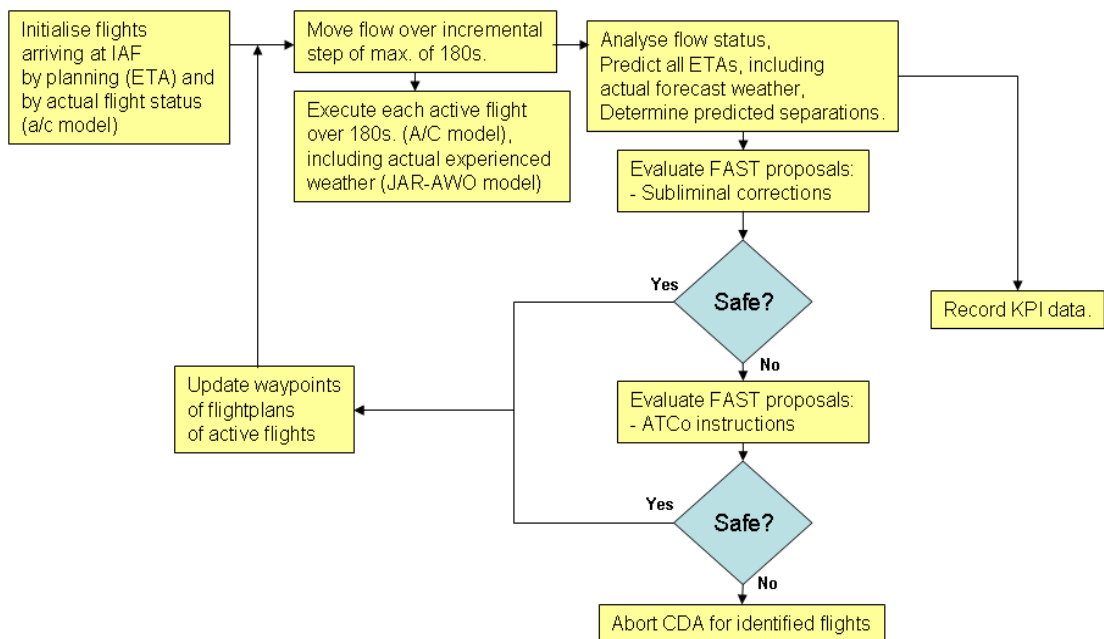 Initialise flights
arriving at IAF
by planning (ETA) and
by actual flight status
(a/c model)
Move flow over incremental
step of max. of 180s.
Execute each active flight
over 180s. (A/C model),
including actual experienced
weather (JAR-AWO model)
Analyse flow status,
Predict all ETAs, including
actual forecast weather,
Determine predicted separations.
Evaluate FAST proposals:
- Subliminal corrections
Yes
Safe?
No
Record KPI data.
Update waypoints
of flightplans
of active flights
Evaluate FAST proposals:
- ATCo instructions
Yes
Safe?
No
Abort CDA for identified flights